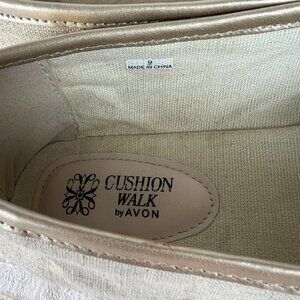 9
MADE IN CHINA
CUSHION
WALK
by AVON